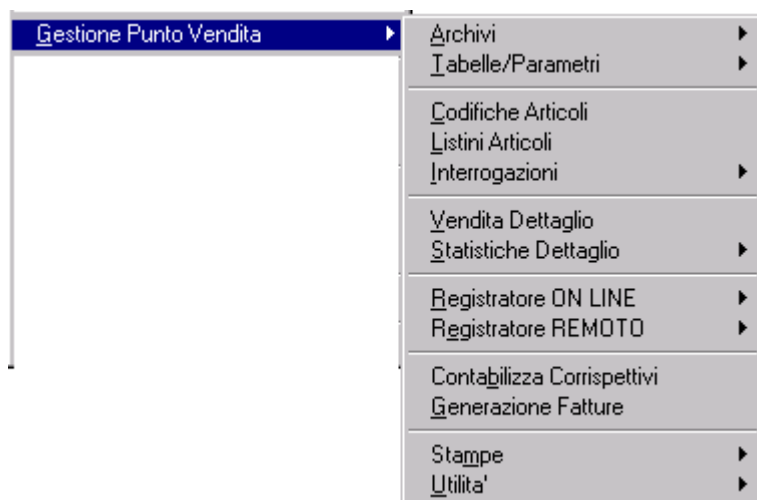 Gestione Punto Vendita
Archivi
Tabelle/Parametri
Codifiche Articoli
Listini Articoli
Interrogazioni
Vendita Dettaglio
Statistiche Dettaglio
Registratore ON LINE
Registratore REMOTO
Contabilizza Corrispettivi
Generazione Fatture
Stampe
Utilita'